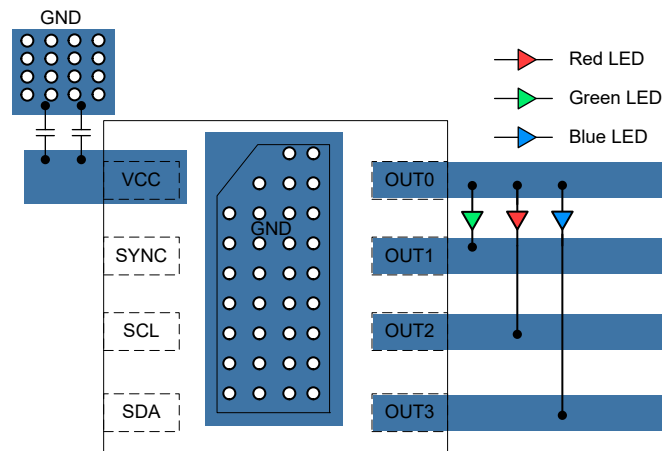 GND
Red LED
Green LED
Blue LED
VCC
OUT0
GND
SYNC
OUT1
SCL
OUT2
SDA
OUT3